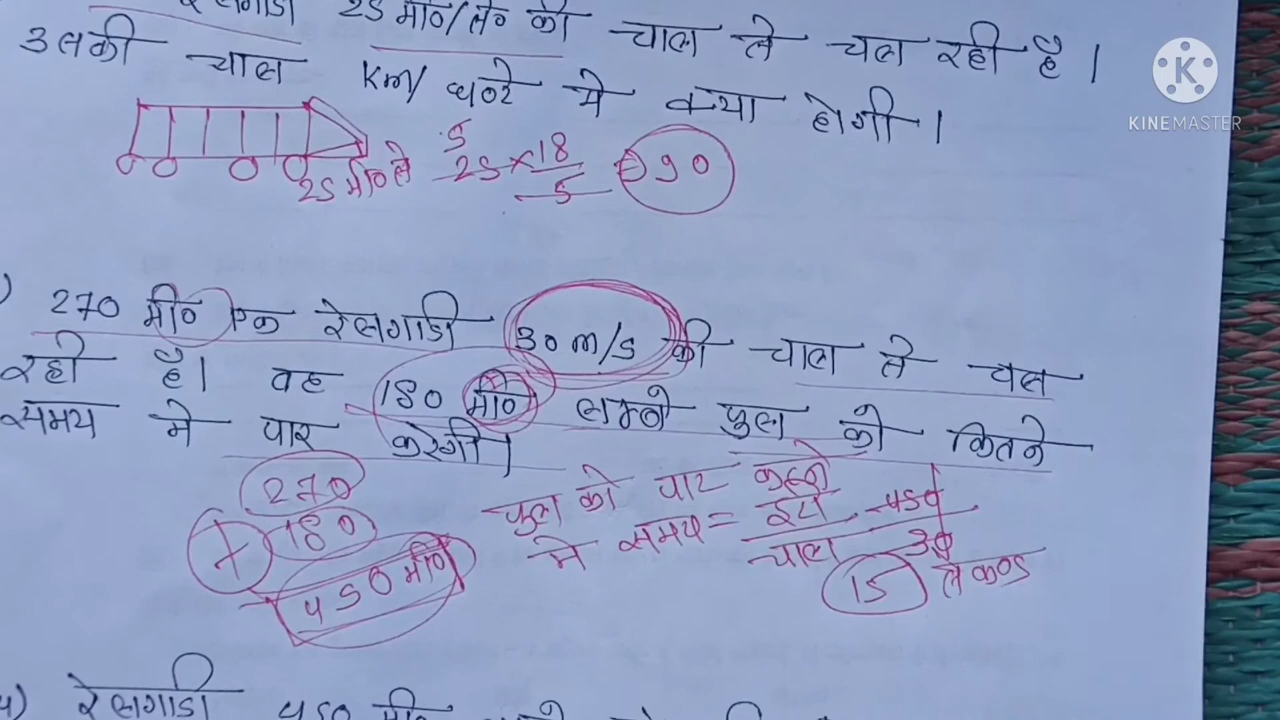 रेलगाडी 25 मी०/से० की चाल से चल रही है।
उसकी चाल Km/घण्टे मे क्या होगी।
25 मी० से 5 25 × 18/5 = 90
270 मी० एक रेलगाडी 30 m/s की चाल से चल
रही है। वह 180 मी० लम्बे पुल को कितने
समय मे पार करेगी।
270
+ 180
450 मी०
पुल को पार करने
मे समय = दूरी/चाल = 450/30
15 सेकण्ड
रेलगाडी 450 मी०
KINEMASTER